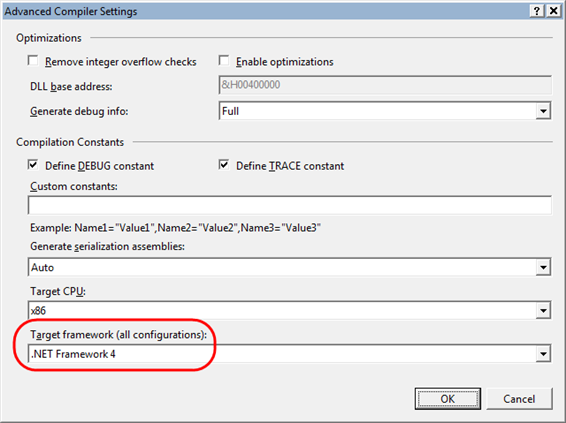 Advanced Compiler Settings
Optimizations
Remove integer overflow checks Enable optimizations
DLL base address: &H00400000
Generate debug info: Full
Compilation Constants
Define DEBUG constant Define TRACE constant
Custom constants:
Example: Name1="Value1",Name2="Value2",Name3="Value3"
Generate serialization assemblies:
Auto
Target CPU:
x86
Target framework (all configurations):
.NET Framework 4
OK Cancel